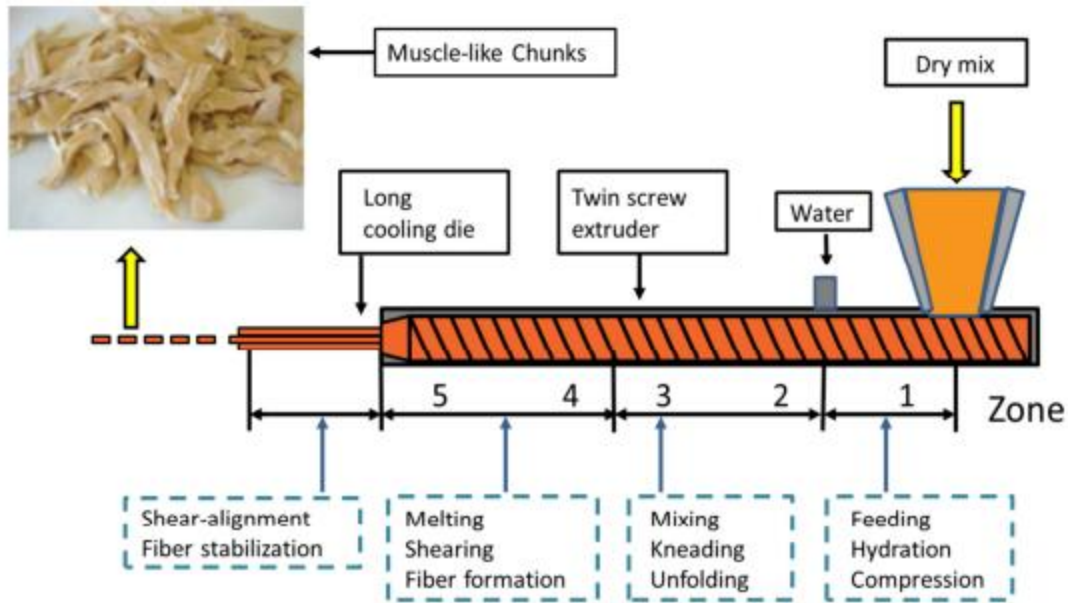 Muscle-like Chunks
Dry mix
Long
cooling die
Twin screw
extruder
Water
5 4 3 2 1 Zone
Shear-alignment
Fiber stabilization
Melting
Shearing
Fiber formation
Mixing
Kneading
Unfolding
Feeding
Hydration
Compression